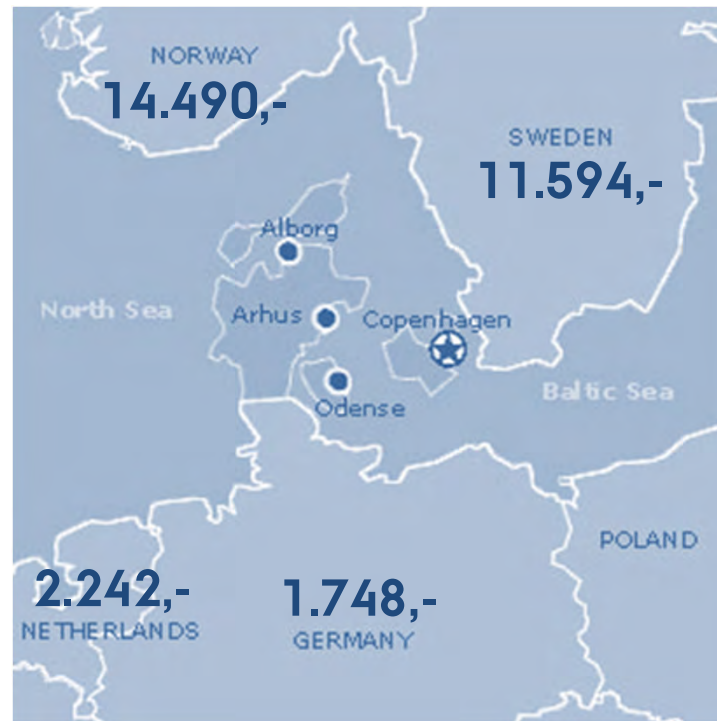 NORWAY
14.490,-
SWEDEN
11.594,-
Alborg
North Sea
Arhus
Copenhagen
Baltic Sea
Odense
POLAND
2.242,-
NETHERLANDS
1.748,-
GERMANY